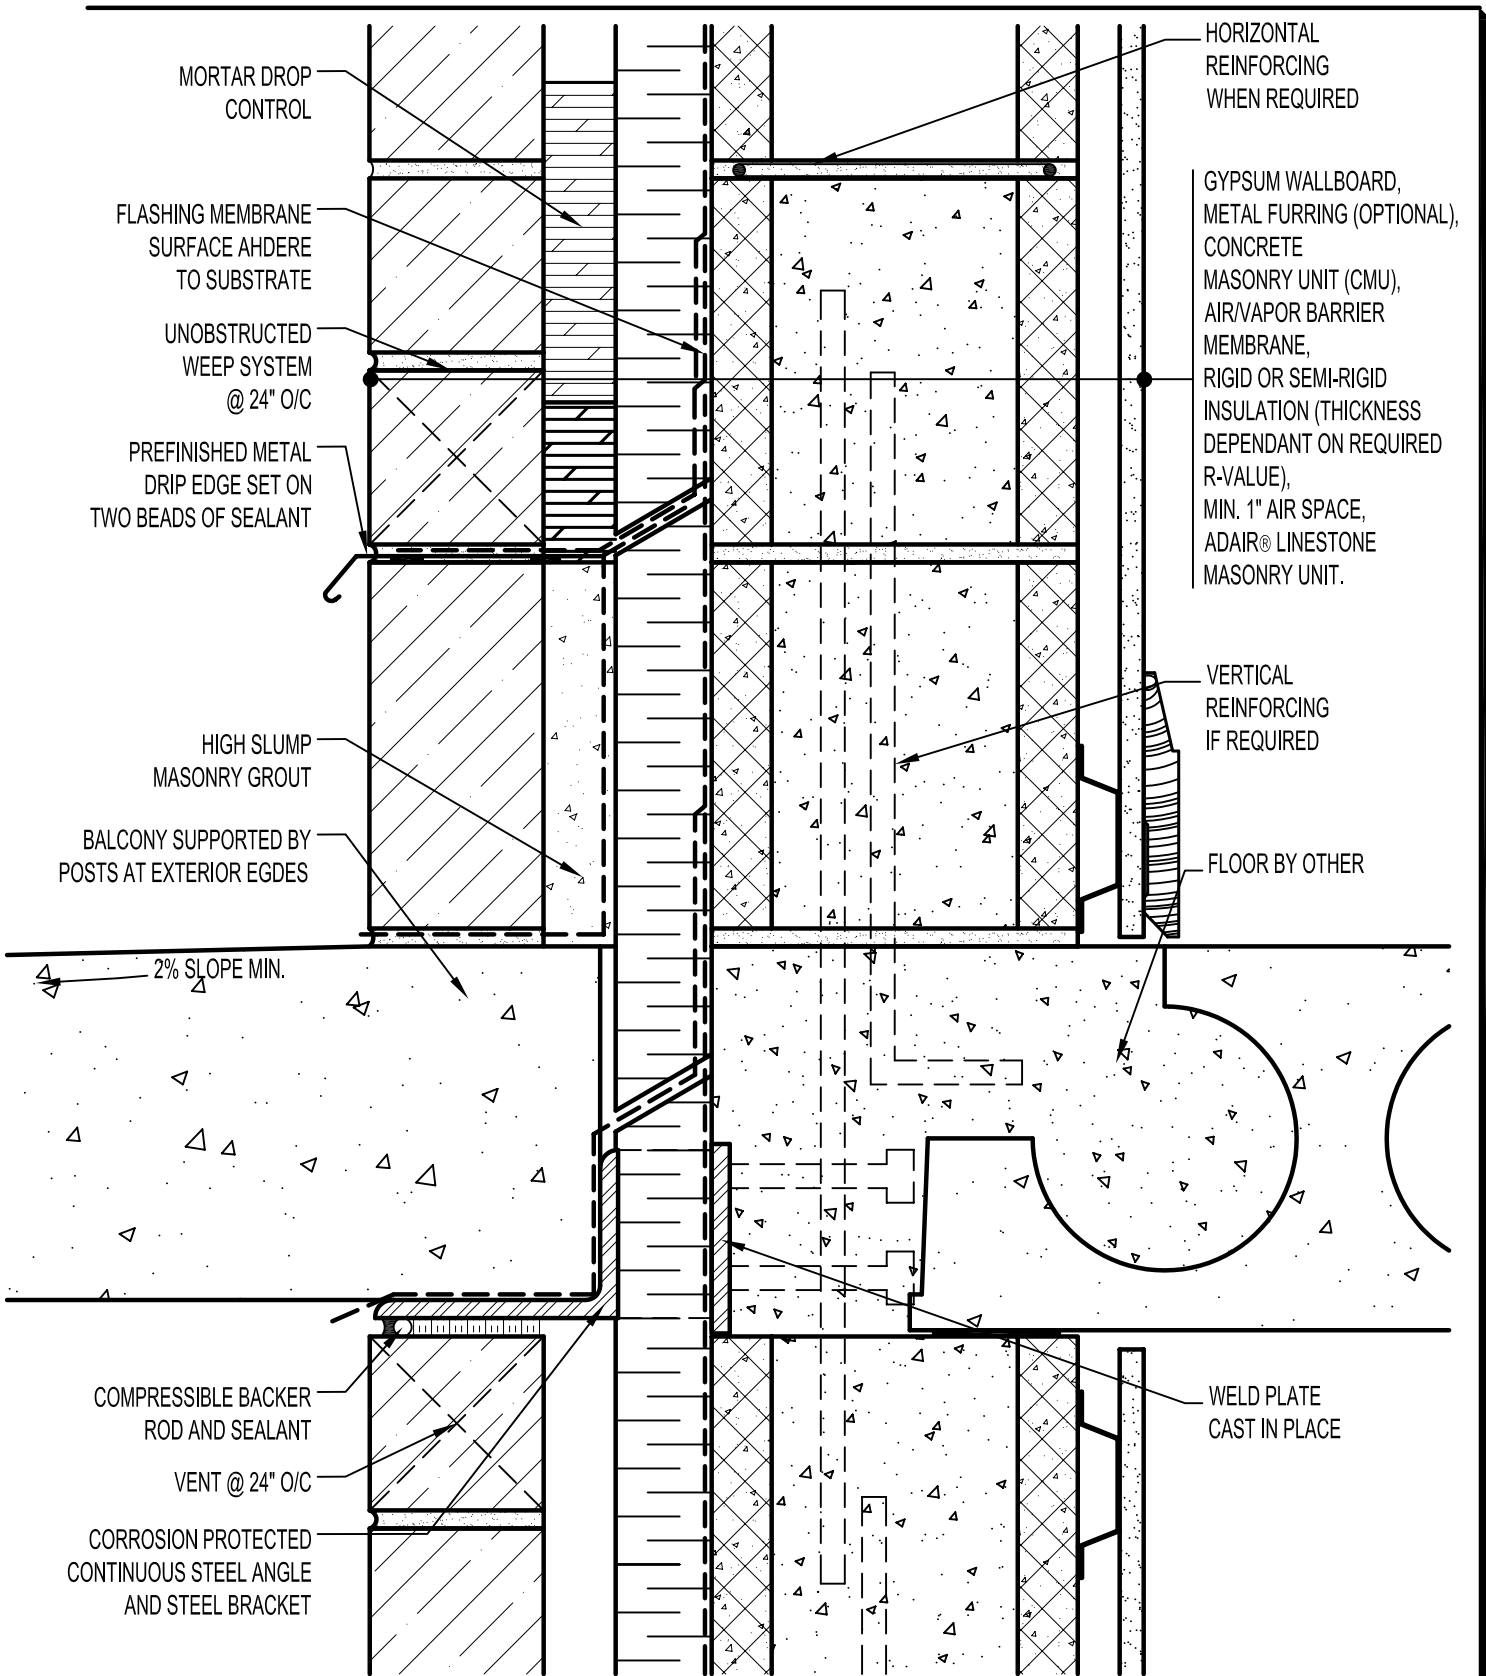 MORTAR DROP
CONTROL
FLASHING MEMBRANE
SURFACE AHDERE
TO SUBSTRATE
UNOBSTRUCTED
WEEP SYSTEM
@ 24" O/C
PREFINISHED METAL
DRIP EDGE SET ON
TWO BEADS OF SEALANT
HIGH SLUMP
MASONRY GROUT
BALCONY SUPPORTED BY
POSTS AT EXTERIOR EGDES
2% SLOPE MIN.
COMPRESSIBLE BACKER
ROD AND SEALANT
VENT @ 24" O/C
CORROSION PROTECTED
CONTINUOUS STEEL ANGLE
AND STEEL BRACKET
HORIZONTAL
REINFORCING
WHEN REQUIRED
GYPSUM WALLBOARD,
METAL FURRING (OPTIONAL),
CONCRETE
MASONRY UNIT (CMU),
AIR/VAPOR BARRIER
MEMBRANE,
RIGID OR SEMI-RIGID
INSULATION (THICKNESS
DEPENDANT ON REQUIRED
R-VALUE),
MIN. 1" AIR SPACE,
ADAIR® LINESTONE
MASONRY UNIT.
VERTICAL
REINFORCING
IF REQUIRED
FLOOR BY OTHER
WELD PLATE
CAST IN PLACE